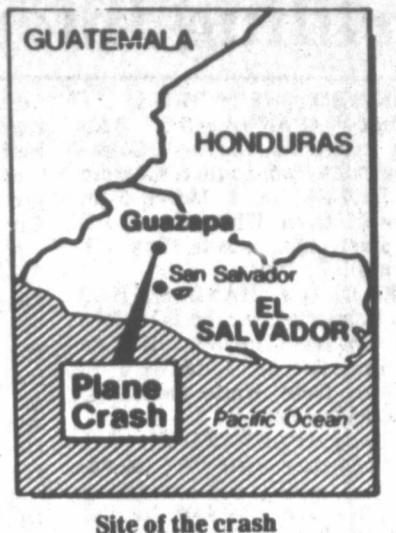 GUATEMALA
HONDURAS
Guazapa
San Salvador
EL
SALVADOR
Plane
Crash
Pacific Ocean
Site of the crash